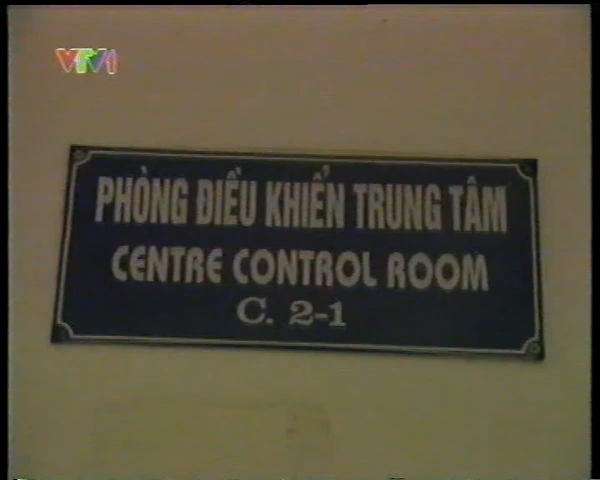 VTV1
PHÒNG ĐIỀU KHIỂN TRUNG TÂM
CENTRE CONTROL ROOM
C. 2-1